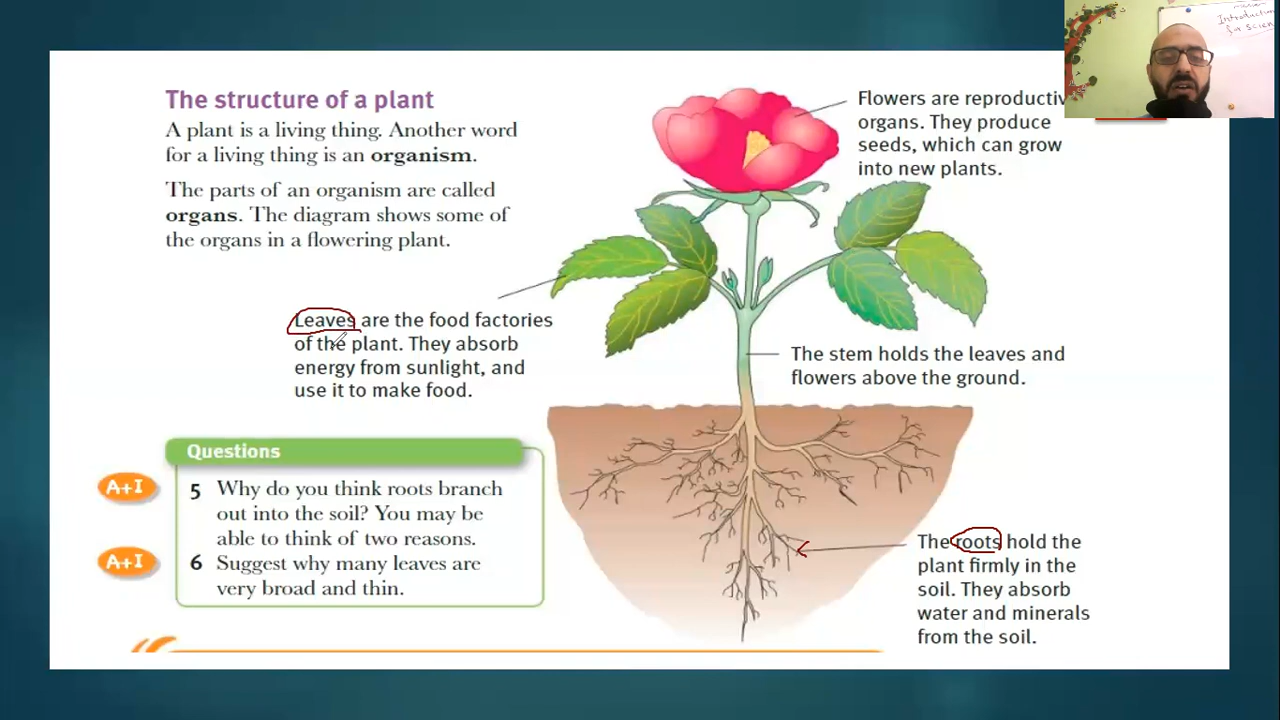 The structure of a plant
A plant is a living thing. Another word
for a living thing is an organism.
The parts of an organism are called
organs. The diagram shows some of
the organs in a flowering plant.
Flowers are reproductiv
organs. They produce
seeds, which can grow
into new plants.
Leaves are the food factories
of the plant. They absorb
energy from sunlight, and
use it to make food.
The stem holds the leaves and
flowers above the ground.
Questions
A+I
5 Why do you think roots branch
out into the soil? You may be
able to think of two reasons.
A+I
6 Suggest why many leaves are
very broad and thin.
The roots hold the
plant firmly in the
soil. They absorb
water and minerals
from the soil.
Introduction
for scien